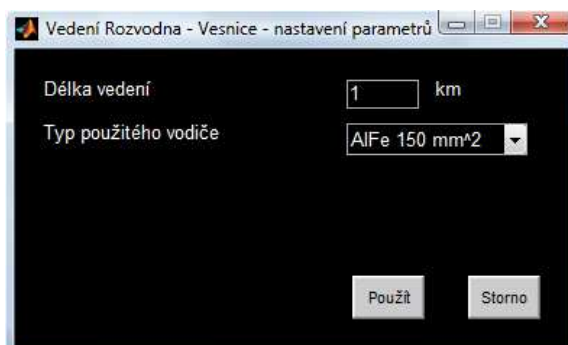 Vedení Rozvodna - Vesnice - nastavení parametrů
Délka vedení 1 km
Typ použitého vodiče AlFe 150 mm^2
Použít Storno